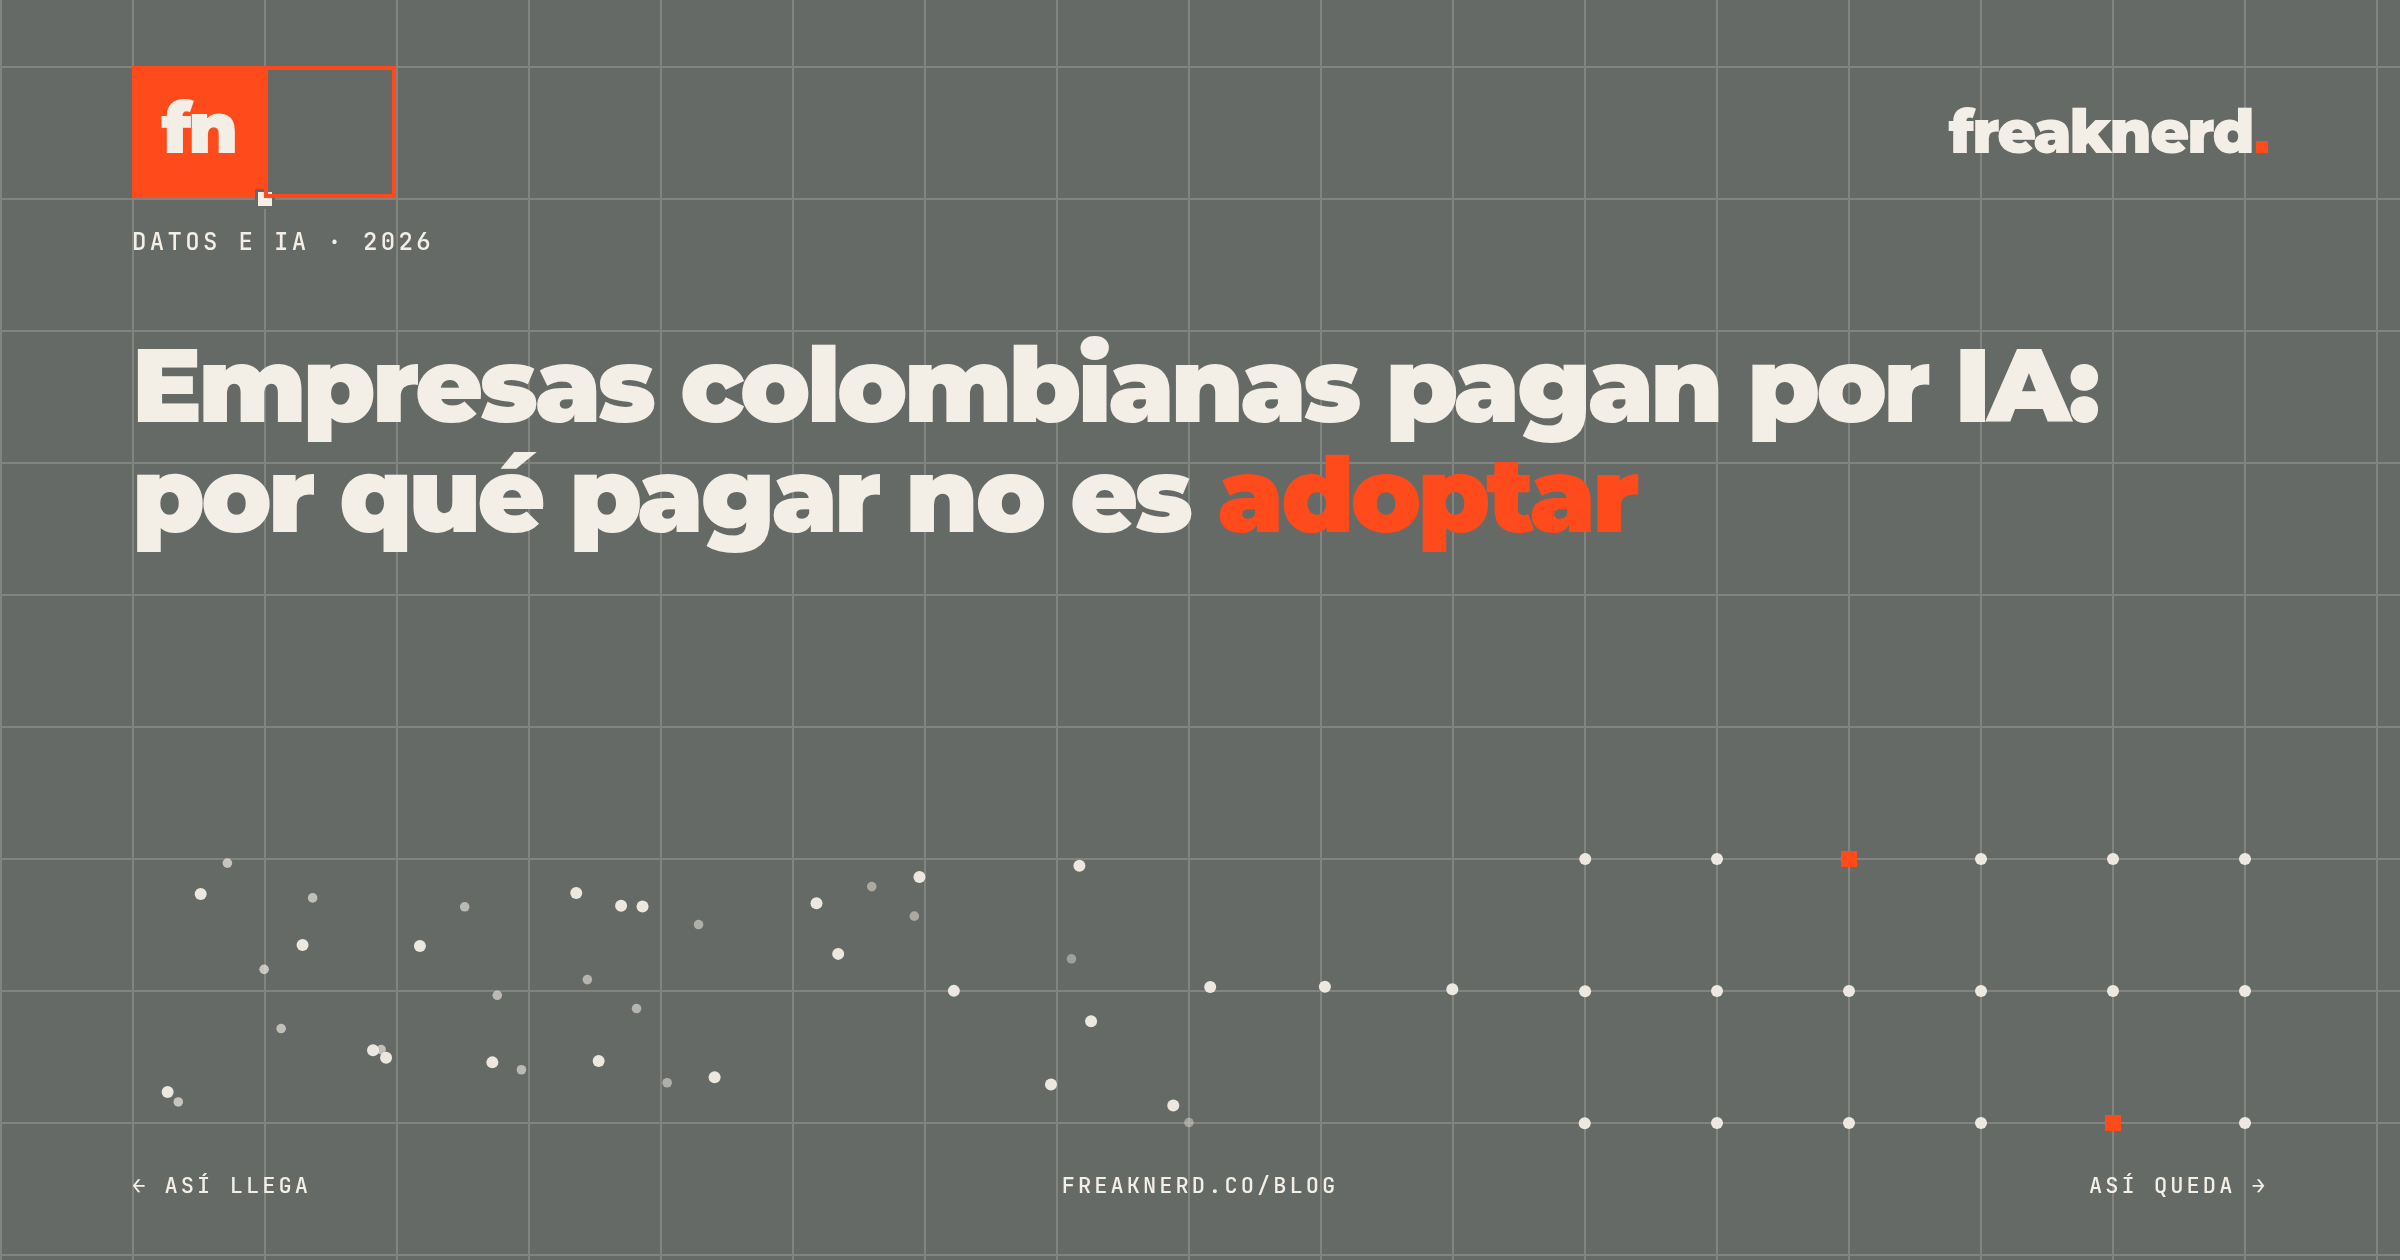 fn
freaknerd.
DATOS E IA · 2026
Empresas colombianas pagan por IA:
por qué pagar no es adoptar
← ASÍ LLEGA
FREAKNERD.CO/BLOG
ASÍ QUEDA →